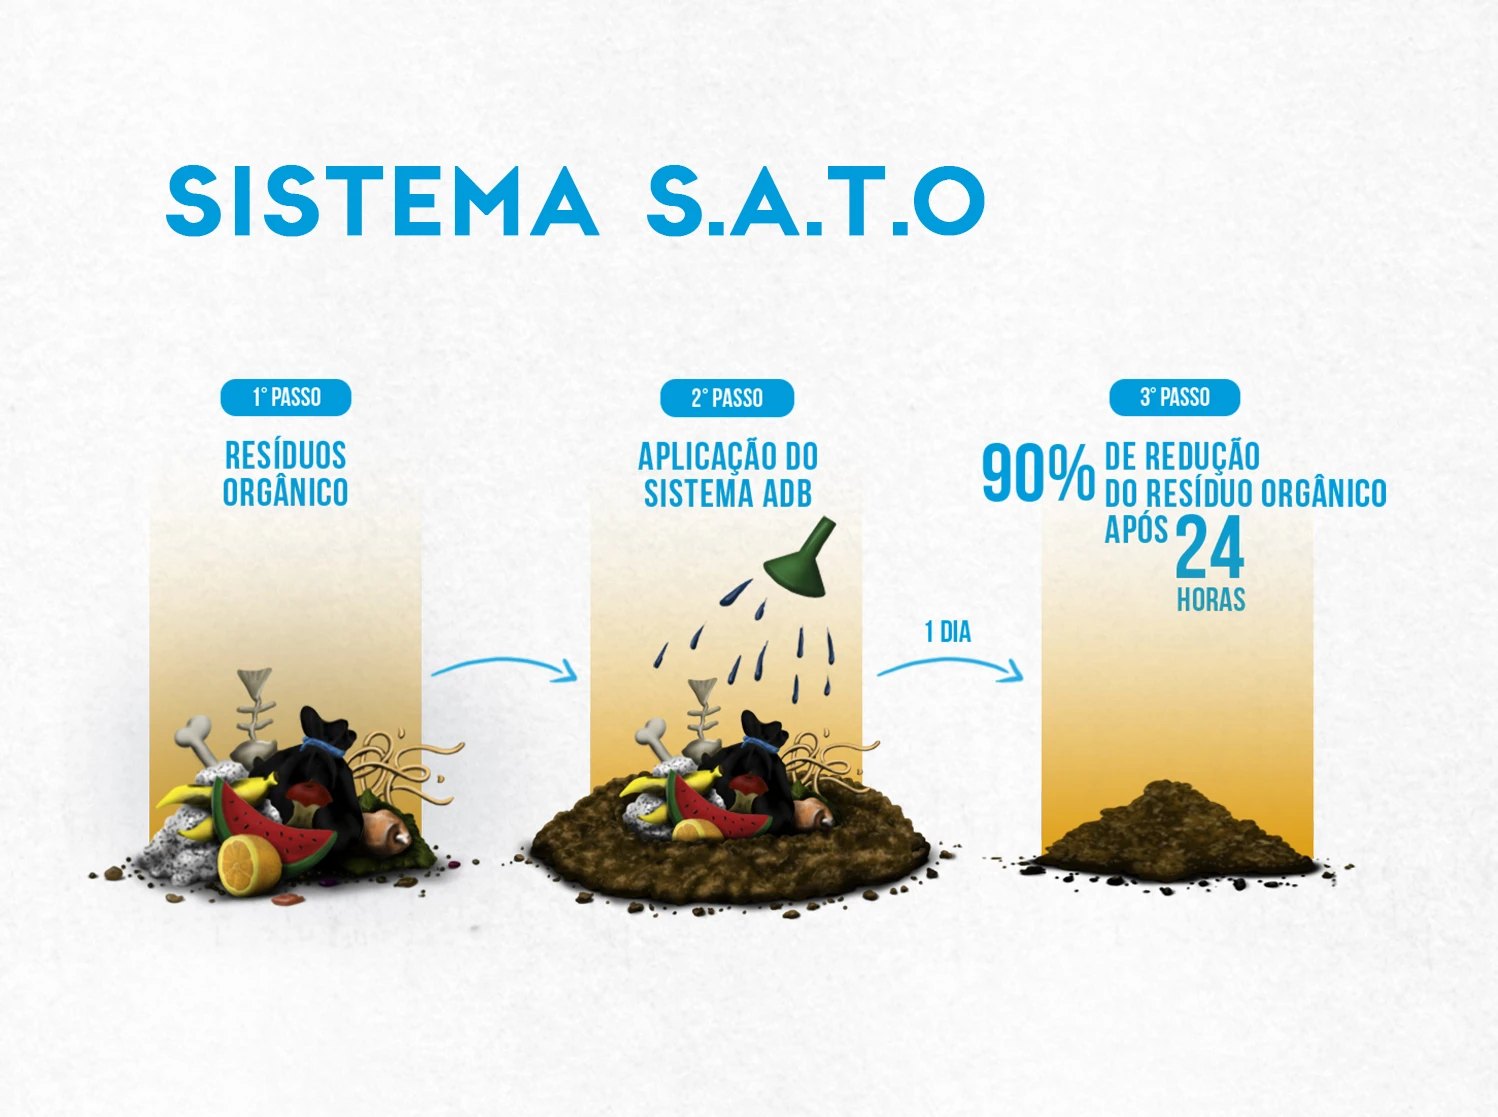 SISTEMA S.A.T.O
1° PASSO
RESÍDUOS
ORGÂNICO
2° PASSO
APLICAÇÃO DO
SISTEMA ADB
1 DIA
3° PASSO
90% DE REDUÇÃO
DO RESÍDUO ORGÂNICO
APÓS 24
HORAS